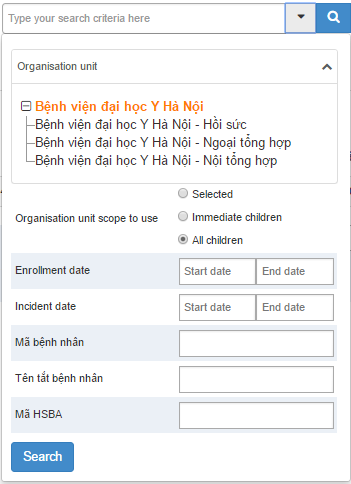 Type your search criteria here
Organisation unit
Bệnh viện đại học Y Hà Nội
Bệnh viện đại học Y Hà Nội - Hồi sức
Bệnh viện đại học Y Hà Nội - Ngoại tổng hợp
Bệnh viện đại học Y Hà Nội - Nội tổng hợp
Organisation unit scope to use
Selected
Immediate children
All children
Enrollment date Start date End date
Incident date Start date End date
Mã bệnh nhân
Tên tắt bệnh nhân
Mã HSBA
Search